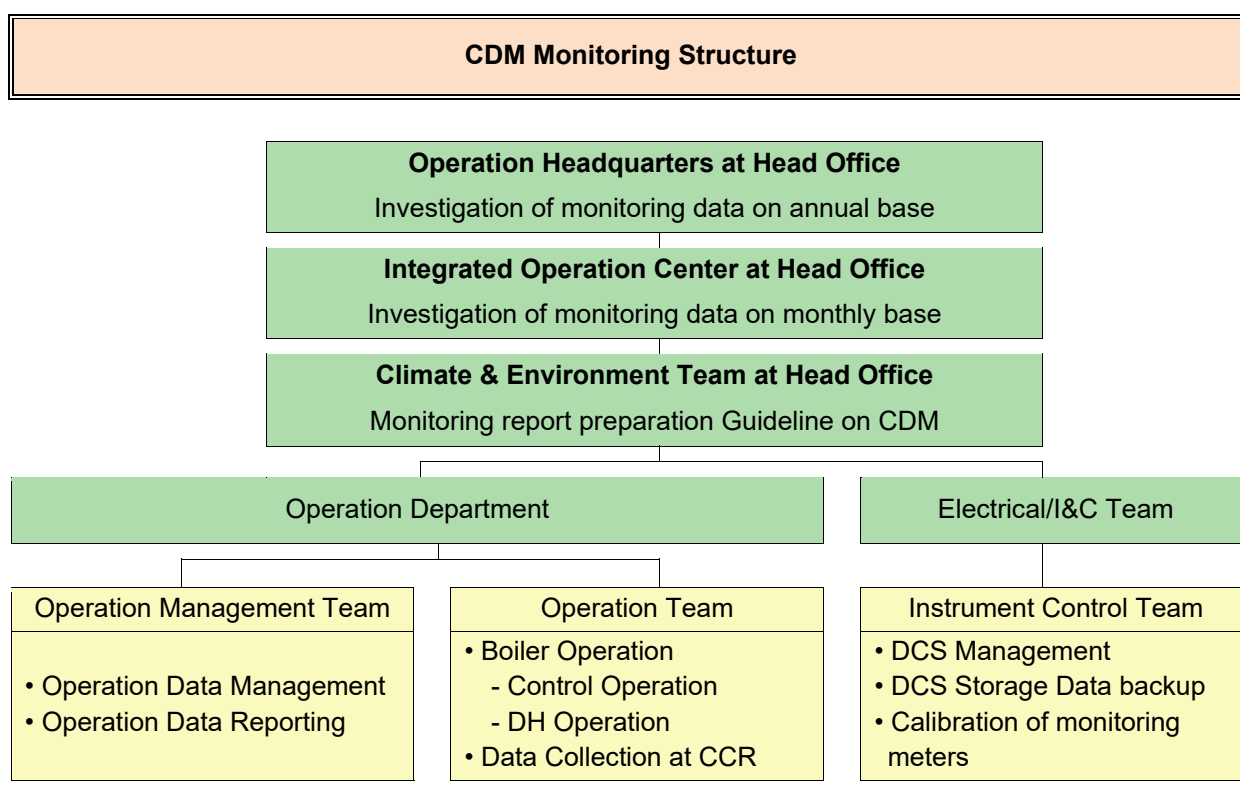 CDM Monitoring Structure
Operation Headquarters at Head Office
Investigation of monitoring data on annual base
Integrated Operation Center at Head Office
Investigation of monitoring data on monthly base
Climate & Environment Team at Head Office
Monitoring report preparation Guideline on CDM
Operation Department
Electrical/I&C Team
Operation Management Team
• Operation Data Management
• Operation Data Reporting
Operation Team
• Boiler Operation
- Control Operation
- DH Operation
• Data Collection at CCR
Instrument Control Team
• DCS Management
• DCS Storage Data backup
• Calibration of monitoring
meters